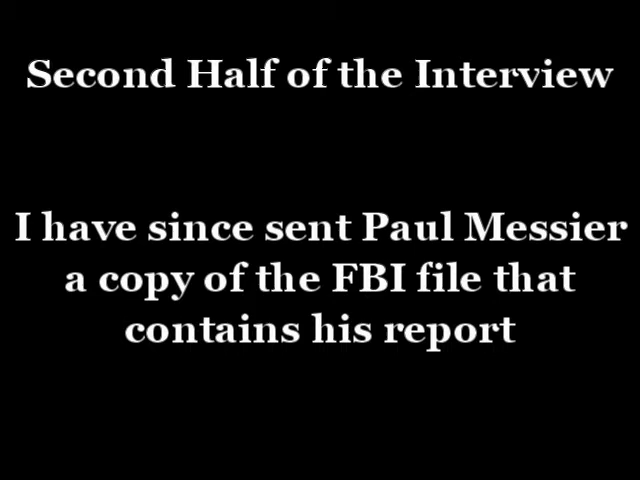 Second Half of the Interview
I have since sent Paul Messier
a copy of the FBI file that
contains his report